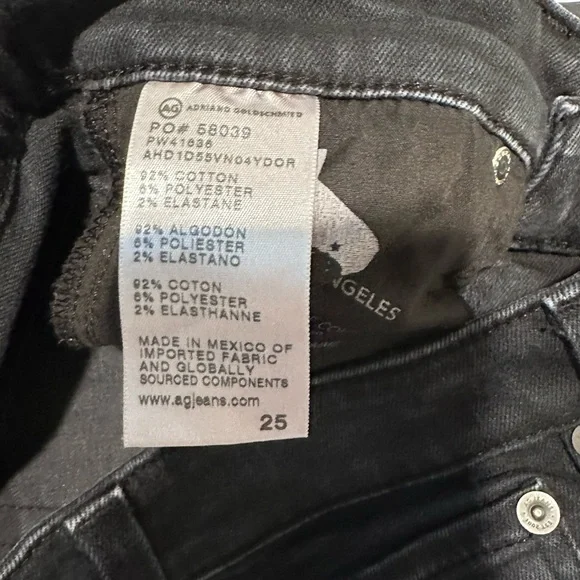 AG ADRIANO GOLDSCHMIED
PO# 58039
PW41636
AHD1D55VN04YDOR
92% COTTON
6% POLYESTER
2% ELASTANE
92% ALGODON
6% POLIESTER
2% ELASTANO
92% COTON
6% POLYESTER
2% ELASTHANNE
MADE IN MEXICO OF
IMPORTED FABRIC
AND GLOBALLY
SOURCED COMPONENTS
www.agjeans.com
25
NGELES